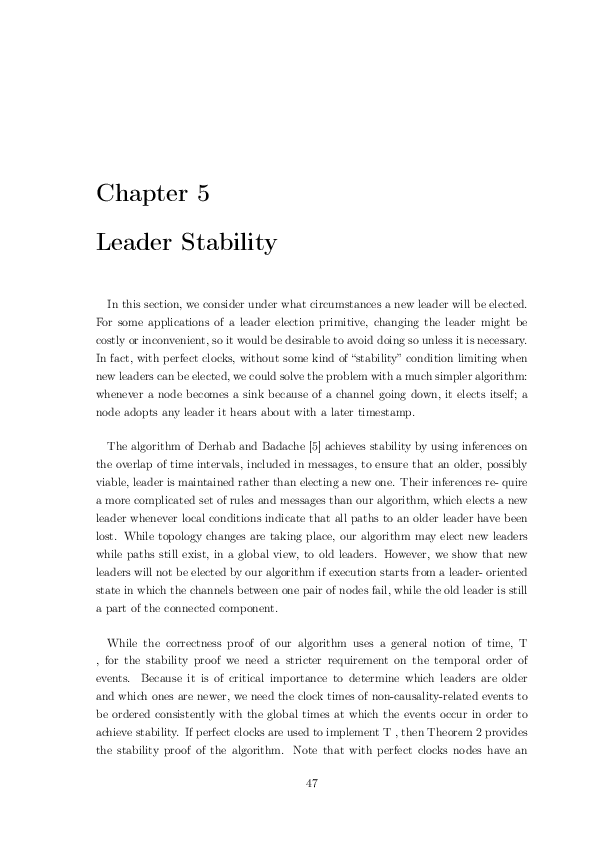 Chapter 5
Leader Stability
In this section, we consider under what circumstances a new leader will be elected.
For some applications of a leader election primitive, changing the leader might be
costly or inconvenient, so it would be desirable to avoid doing so unless it is necessary.
In fact, with perfect clocks, without some kind of “stability” condition limiting when
new leaders can be elected, we could solve the problem with a much simpler algorithm:
whenever a node becomes a sink because of a channel going down, it elects itself; a
node adopts any leader it hears about with a later timestamp.
The algorithm of Derhab and Badache [5] achieves stability by using inferences on
the overlap of time intervals, included in messages, to ensure that an older, possibly
viable, leader is maintained rather than electing a new one. Their inferences re- quire
a more complicated set of rules and messages than our algorithm, which elects a new
leader whenever local conditions indicate that all paths to an older leader have been
lost. While topology changes are taking place, our algorithm may elect new leaders
while paths still exist, in a global view, to old leaders. However, we show that new
leaders will not be elected by our algorithm if execution starts from a leader- oriented
state in which the channels between one pair of nodes fail, while the old leader is still
a part of the connected component.
While the correctness proof of our algorithm uses a general notion of time, T
, for the stability proof we need a stricter requirement on the temporal order of
events. Because it is of critical importance to determine which leaders are older
and which ones are newer, we need the clock times of non-causality-related events to
be ordered consistently with the global times at which the events occur in order to
achieve stability. If perfect clocks are used to implement T , then Theorem 2 provides
the stability proof of the algorithm. Note that with perfect clocks nodes have an
47